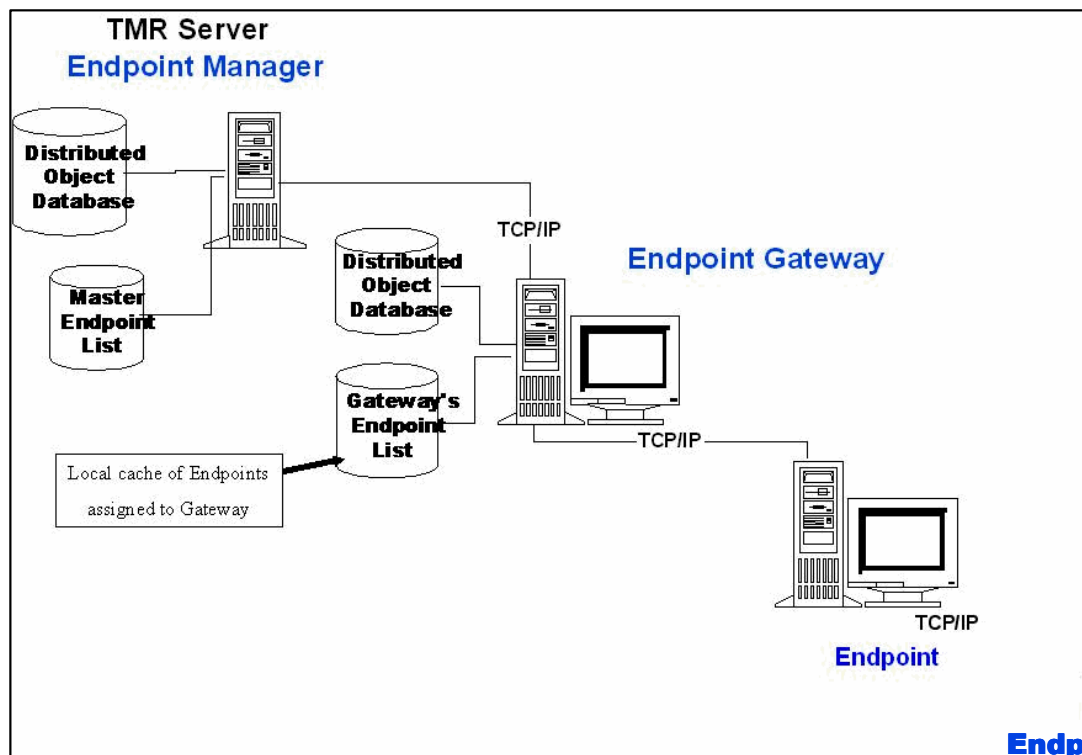 TMR Server
Endpoint Manager
Distributed
Object
Database
Master
Endpoint
List
TCP/IP
Distributed
Object
Database
Endpoint Gateway
Gateway's
Endpoint
List
Local cache of Endpoints
assigned to Gateway
TCP/IP
TCP/IP
Endpoint
Endp